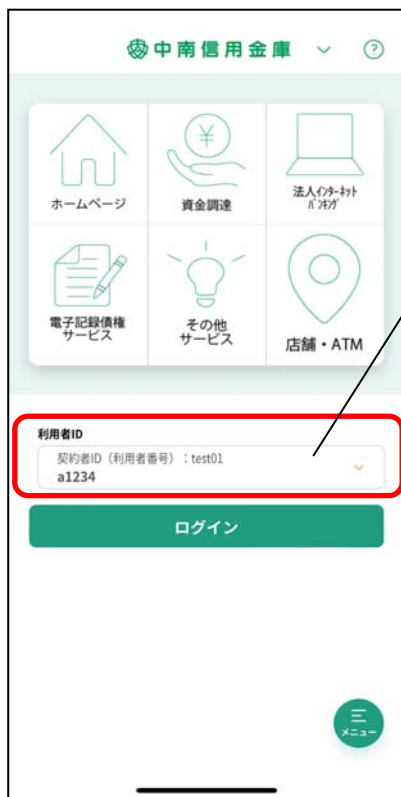 中南信用金庫
?
¥
ホームページ
資金調達
法人インターネット
バンキング
電子記録債権
サービス
その他
サービス
店舗・ATM
利用者ID
契約者ID(利用者番号):test01
a1234
ログイン
メニュー